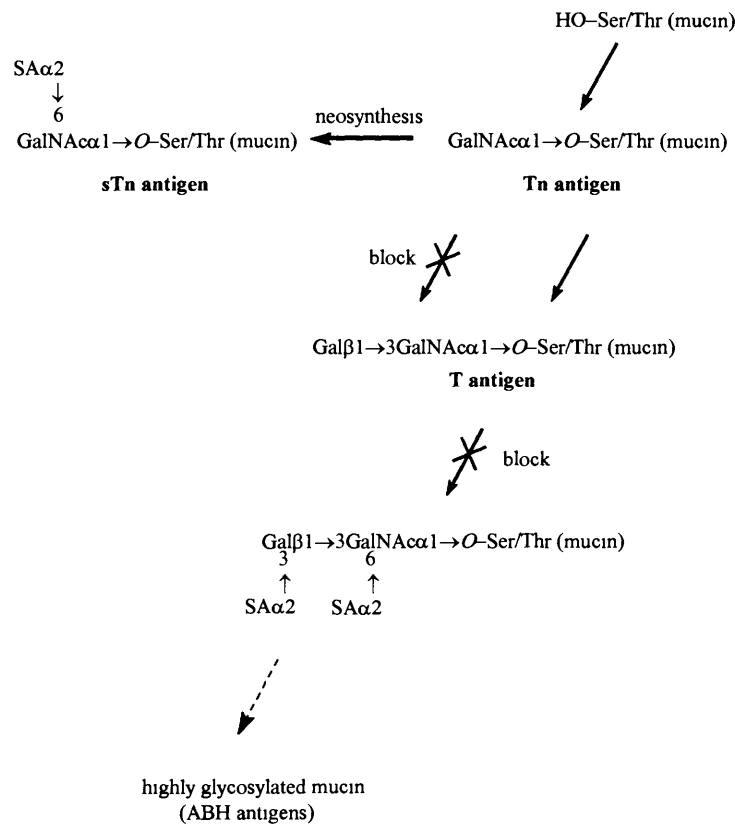 HO–Ser/Thr (mucin)
SAα2
↓
6
GalNAcα1→O–Ser/Thr (mucin)
sTn antigen
neosynthesis
GalNAcα1→O–Ser/Thr (mucin)
Tn antigen
block
Galβ1→3GalNAcα1→O–Ser/Thr (mucin)
T antigen
block
Galβ1→3GalNAcα1→O–Ser/Thr (mucin)
3 6
↑ ↑
SAα2 SAα2
highly glycosylated mucin
(ABH antigens)